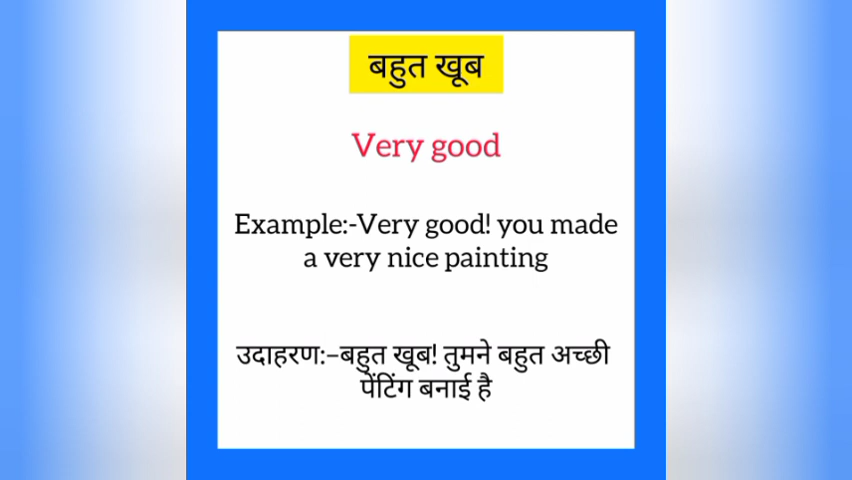 बहुत खूब
Very good
Example:-Very good! you made
a very nice painting
उदाहरण:–बहुत खूब! तुमने बहुत अच्छी
पेंटिंग बनाई है